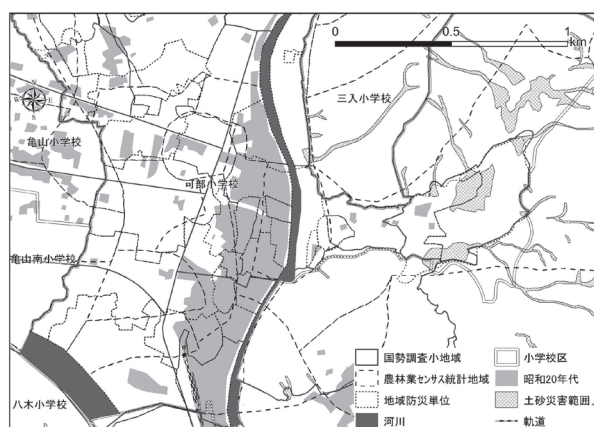 0 0.5 1
km
N
W E
S
三入小学校
亀山小学校
可部小学校
亀山南小学校
八木小学校
国勢調査小地域
農林業センサス統計地域
地域防災単位
河川
小学校区
昭和20年代
土砂災害範囲、
軌道